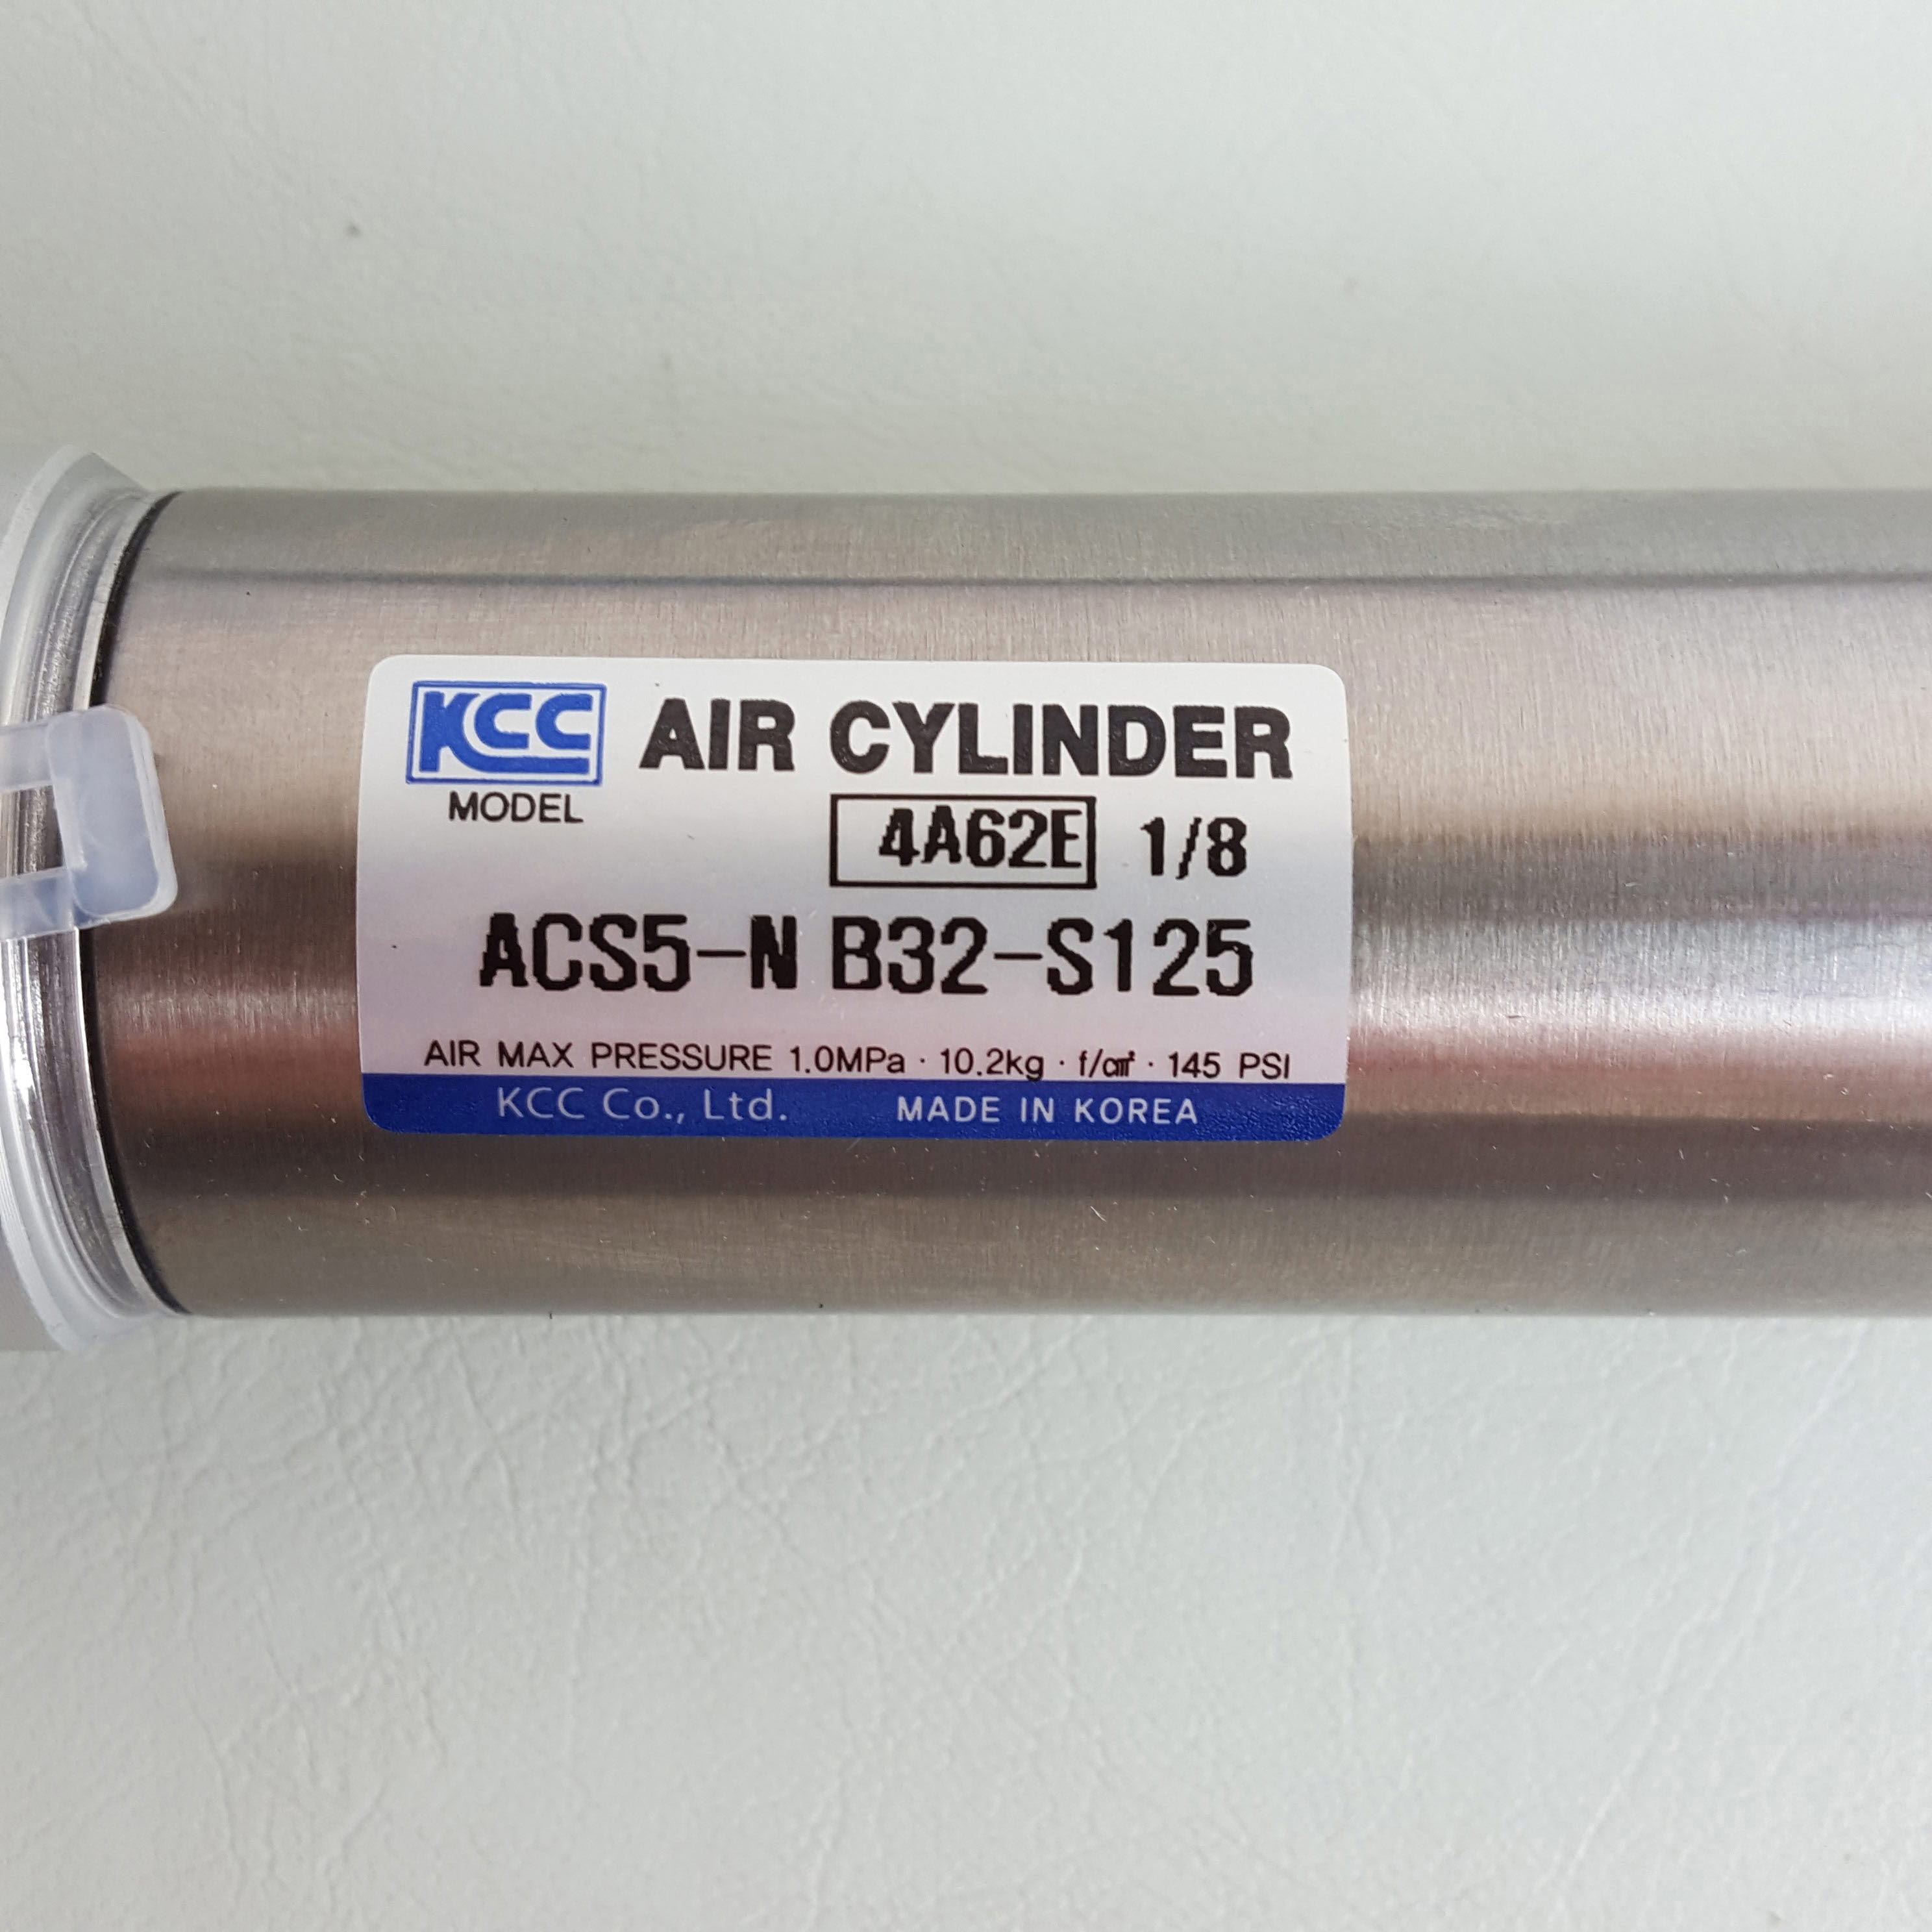 KCC AIR CYLINDER
MODEL
4A62E 1/8
ACS5-N B32-S125
AIR MAX PRESSURE 1.0MPa · 10.2kg · f/㎠ · 145 PSI
KCC Co., Ltd. MADE IN KOREA